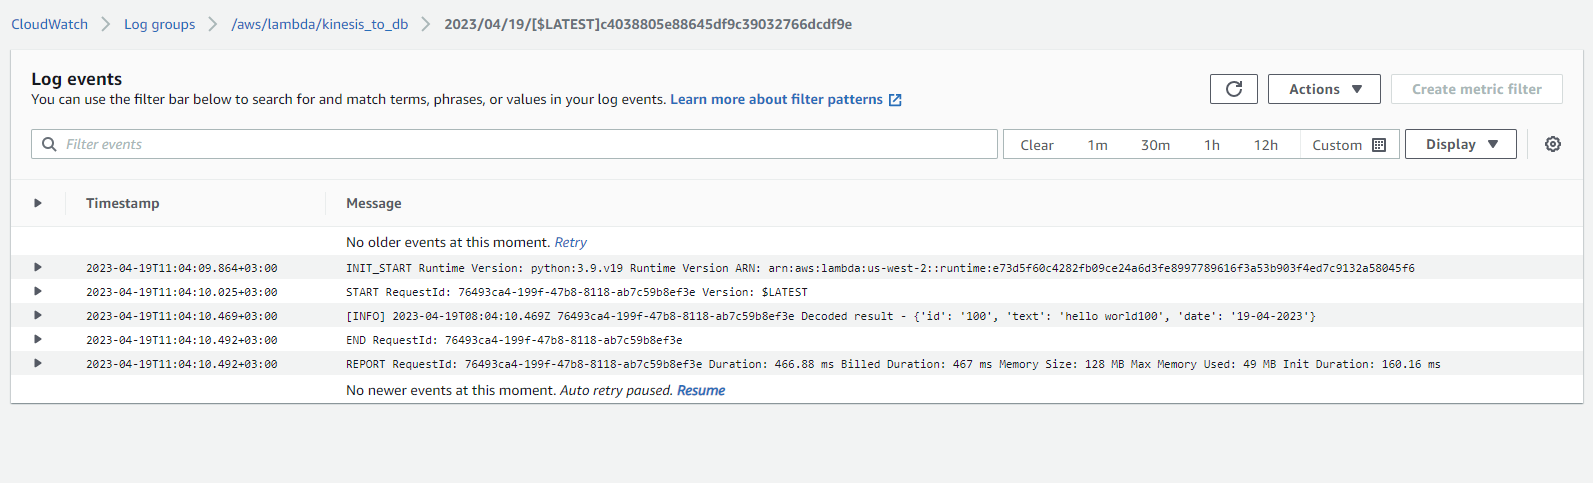 CloudWatch Log groups /aws/lambda/kinesis_to_db 2023/04/19/[$LATEST]c4038805e88645df9c39032766dcdf9e
Log events
You can use the filter bar below to search for and match terms, phrases, or values in your log events. Learn more about filter patterns
Actions
Create metric filter
Filter events
Clear 1m 30m 1h 12h Custom Display
Timestamp Message
No older events at this moment. Retry
2023-04-19T11:04:09.864+03:00 INIT_START Runtime Version: python:3.9.v19 Runtime Version ARN: arn:aws:lambda:us-west-2::runtime:e73d5f60c4282fb09ce24a6d3fe8997789616f3a53b903f4ed7c9132a58045f6
2023-04-19T11:04:10.025+03:00 START RequestId: 76493ca4-199f-47b8-8118-ab7c59b8ef3e Version: $LATEST
2023-04-19T11:04:10.469+03:00 [INFO] 2023-04-19T08:04:10.469Z 76493ca4-199f-47b8-8118-ab7c59b8ef3e Decoded result - {'id': '100', 'text': 'hello world100', 'date': '19-04-2023'}
2023-04-19T11:04:10.492+03:00 END RequestId: 76493ca4-199f-47b8-8118-ab7c59b8ef3e
2023-04-19T11:04:10.492+03:00 REPORT RequestId: 76493ca4-199f-47b8-8118-ab7c59b8ef3e Duration: 466.88 ms Billed Duration: 467 ms Memory Size: 128 MB Max Memory Used: 49 MB Init Duration: 160.16 ms
No newer events at this moment. Auto retry paused. Resume